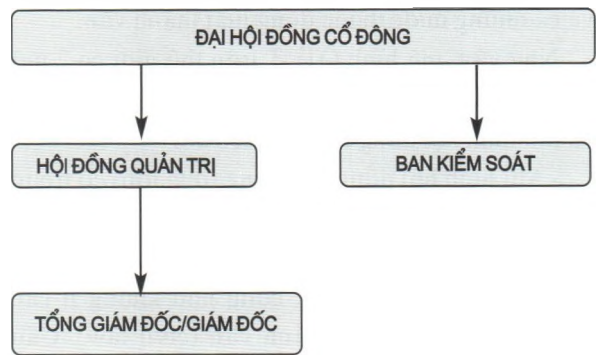 ĐẠI HỘI ĐỒNG CỔ ĐÔNG
HỘI ĐỒNG QUẢN TRỊ
BAN KIỂM SOÁT
TỔNG GIÁM ĐỐC/GIÁM ĐỐC